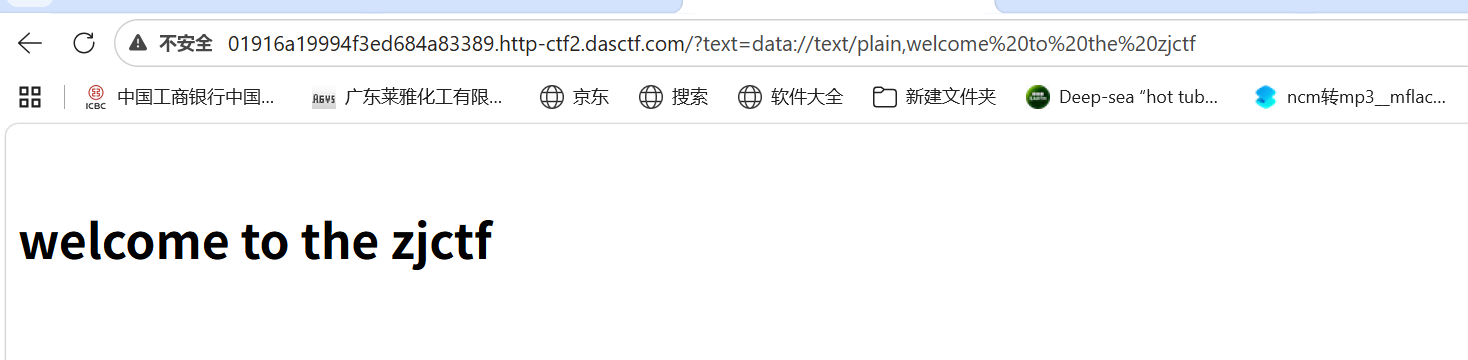 不安全 01916a19994f3ed684a83389.http-ctf2.dasctf.com/?text=data://text/plain,welcome%20to%20the%20zjctf
ICBC 中国工商银行中国... AGVS 广东莱雅化工有限... 京东 搜索 软件大全 新建文件夹 Deep-sea “hot tub... ncm转mp3__mflac...
welcome to the zjctf